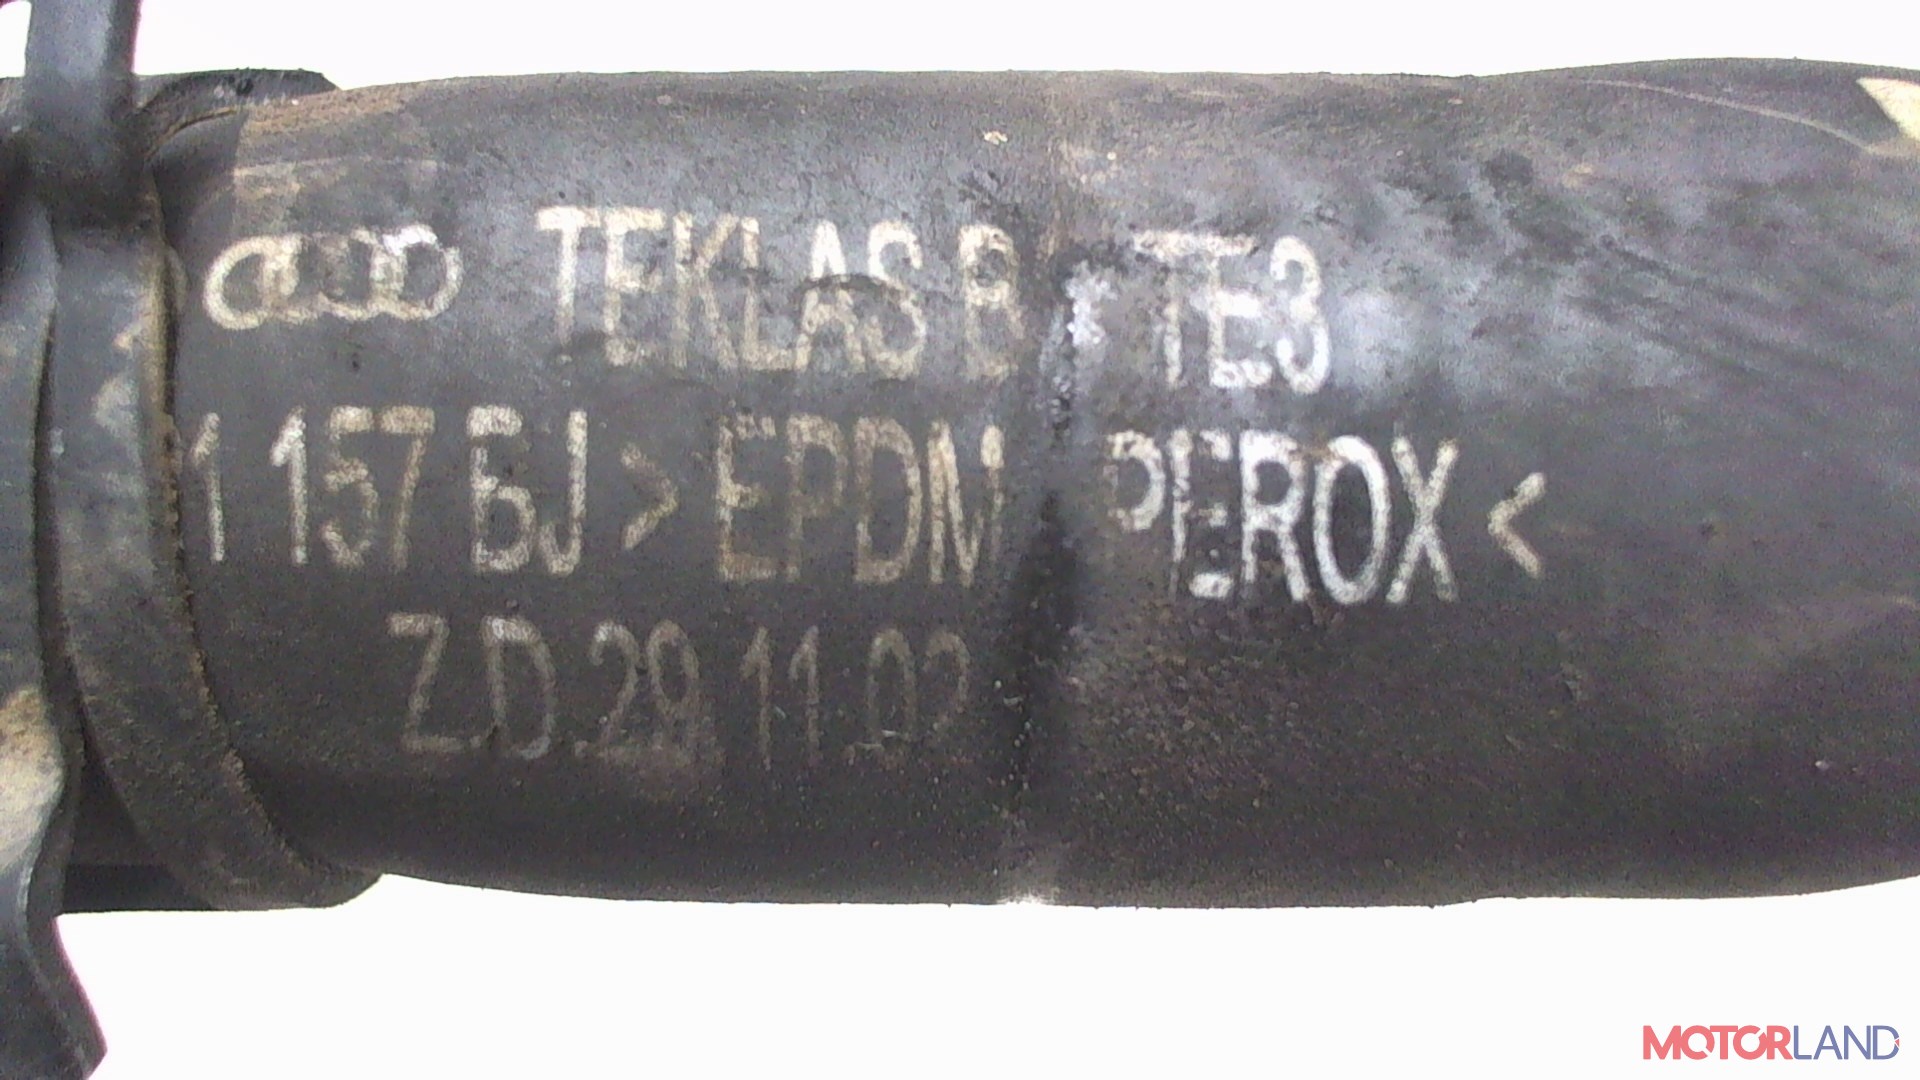 TEKLAS B TE3
1 157 BJ >EPDM PEROX<
Z.D.29.11.02
MOTORLAND